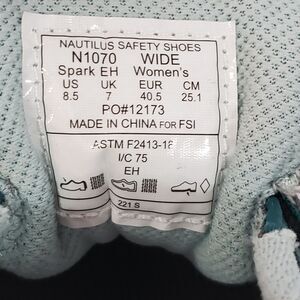 NAUTILUS SAFETY SHOES
N1070 WIDE
Spark EH Women's
US UK EUR CM
8.5 7 40.5 25.1
PO#12173
MADE IN CHINA FOR FSI
ASTM F2413-18
I/C 75
EH
221 S